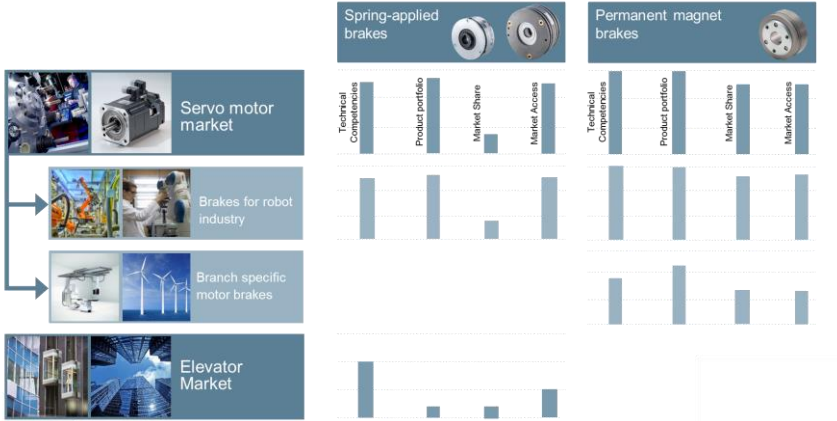 Spring-applied
brakes
Permanent magnet
brakes
Servo motor
market
Technical
Competencies
Product portfolio
Market Share
Market Access
Technical
Competencies
Product portfolio
Market Share
Market Access
Brakes for robot
industry
Branch specific
motor brakes
Elevator
Market